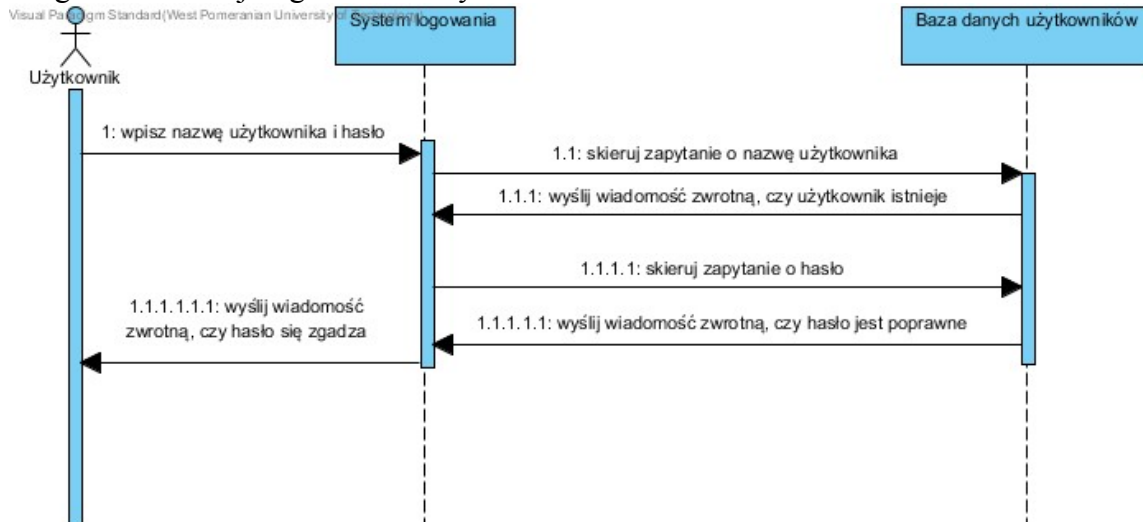 Visual Paradigm Standard(West Pomeranian University of Technology)
System logowania
Baza danych użytkowników
Użytkownik
1: wpisz nazwę użytkownika i hasło
1.1: skieruj zapytanie o nazwę użytkownika
1.1.1: wyślij wiadomość zwrotną, czy użytkownik istnieje
1.1.1.1: skieruj zapytanie o hasło
1.1.1.1.1.1: wyślij wiadomość
zwrotną, czy hasło się zgadza
1.1.1.1.1: wyślij wiadomość zwrotną, czy hasło jest poprawne